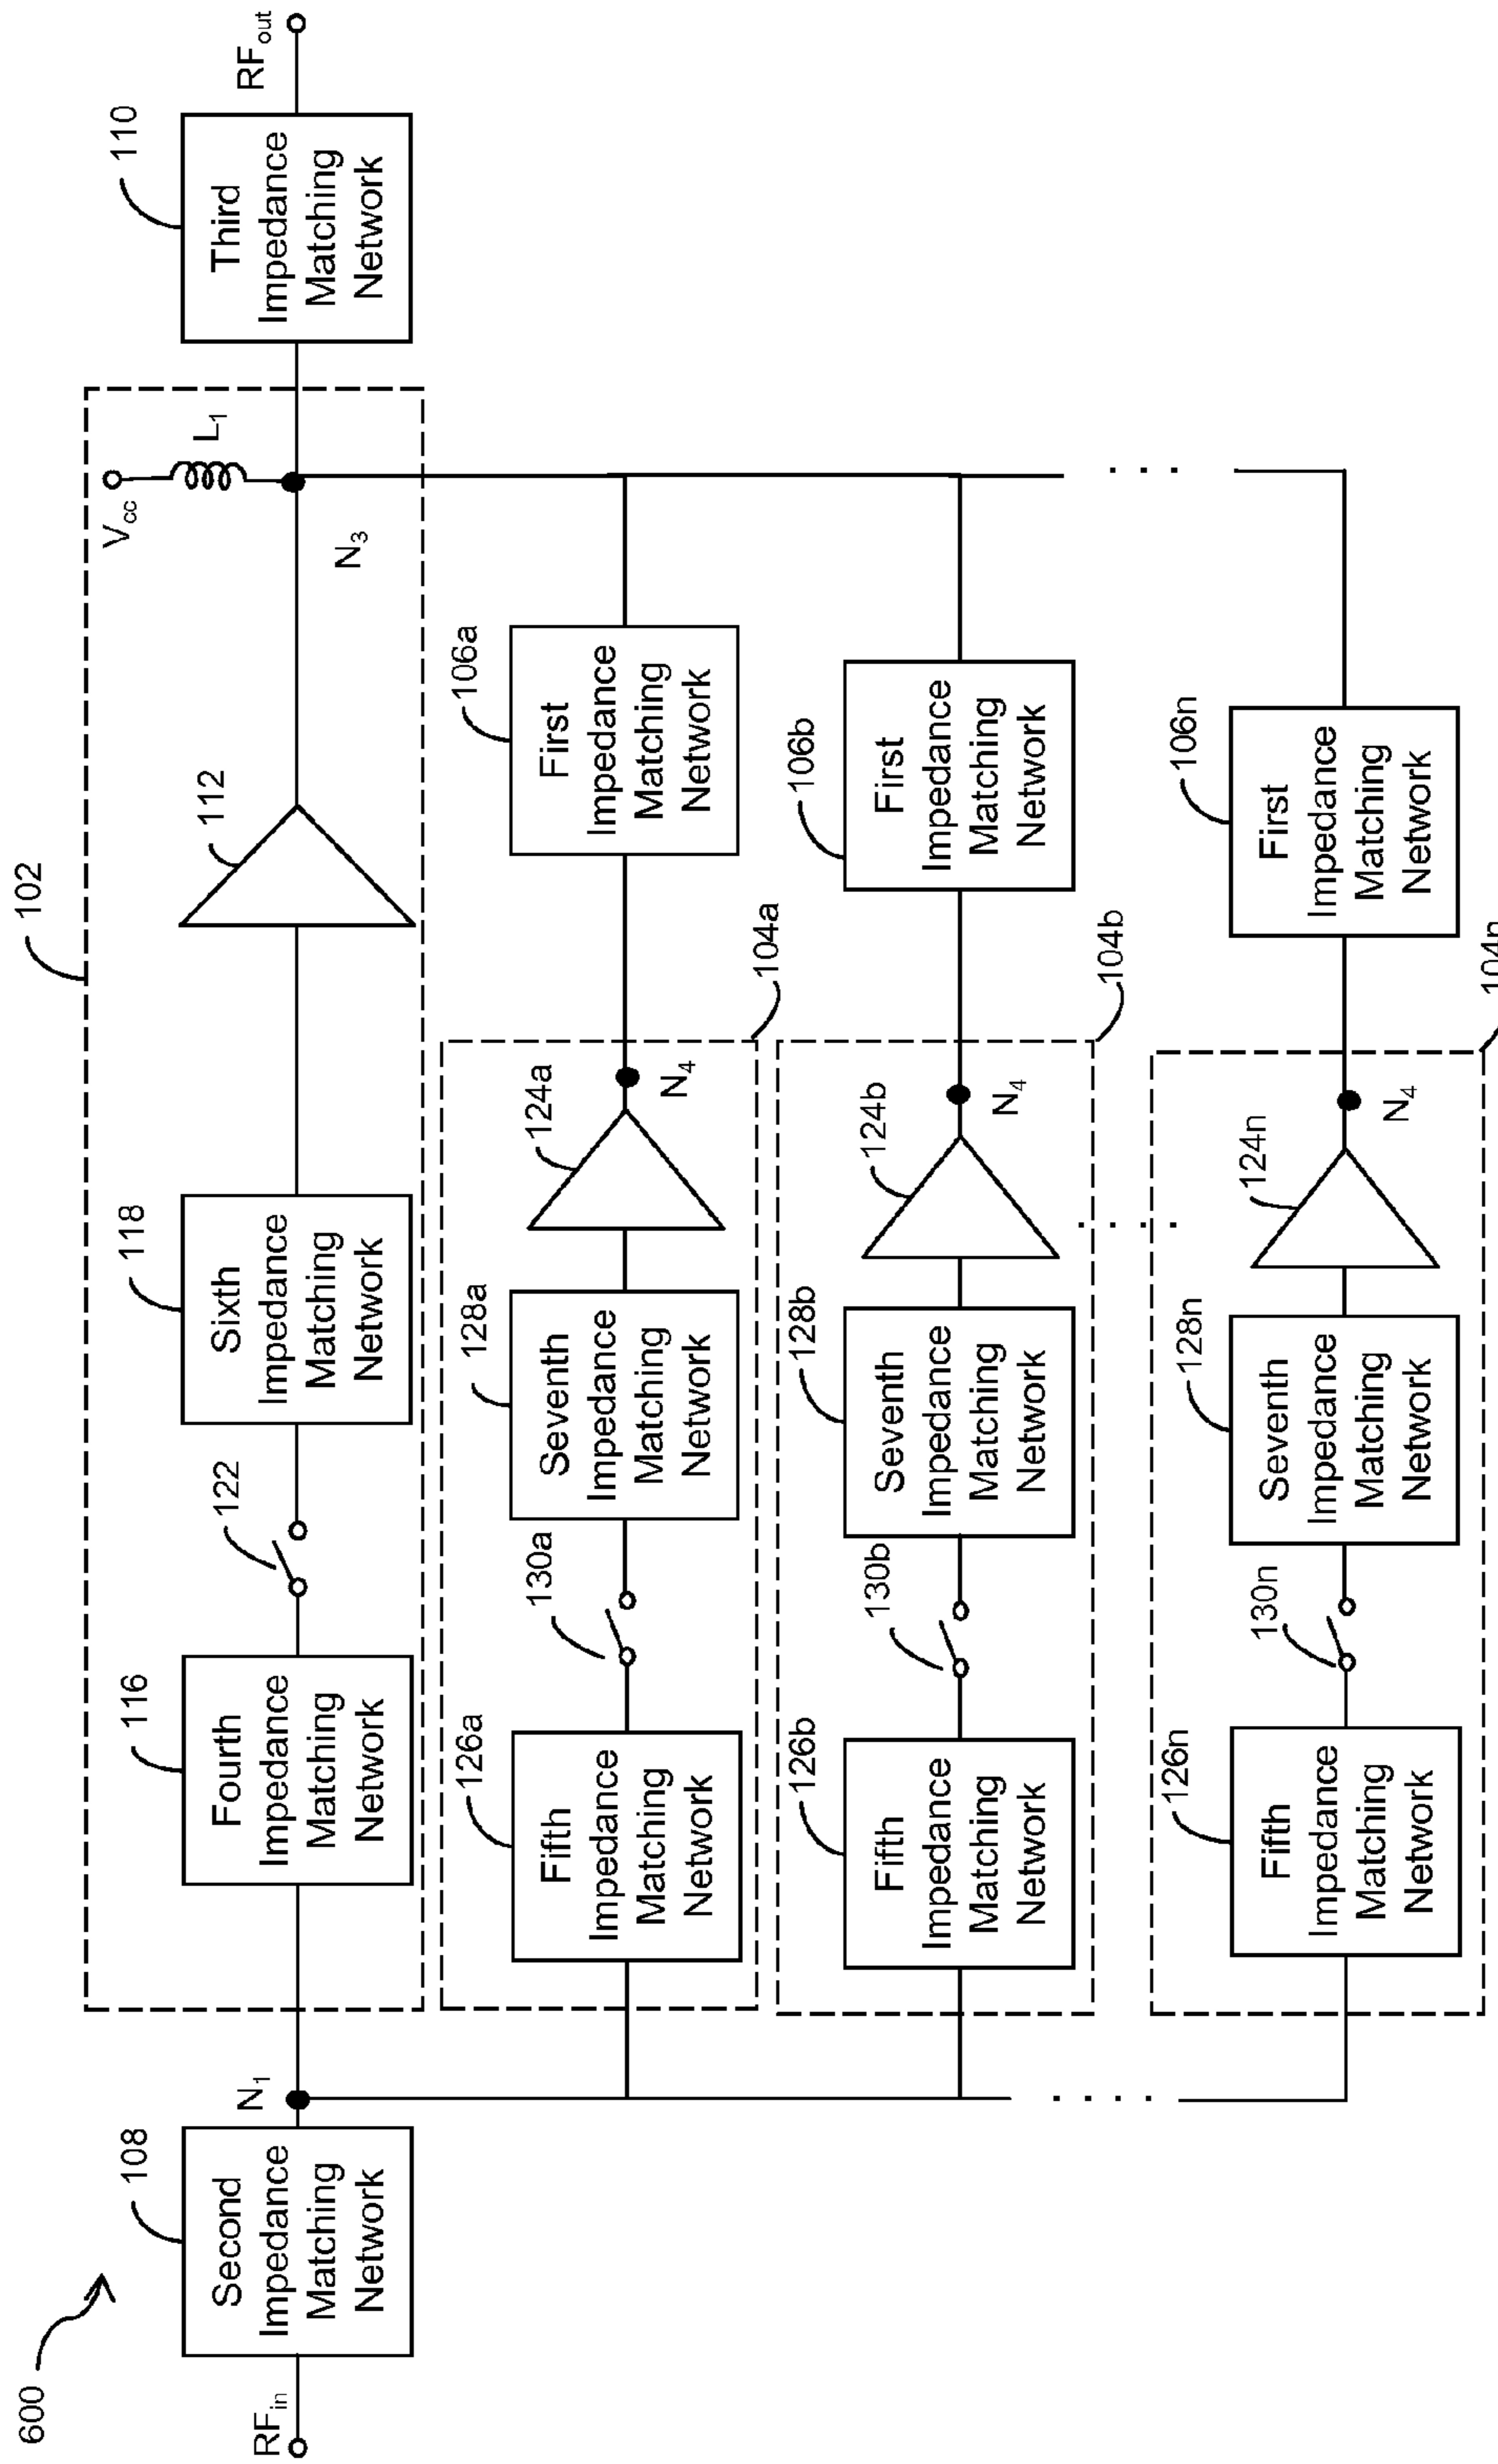 600
RFin
108
Second
Impedance
Matching
Network
N1
102
116
Fourth
Impedance
Matching
Network
122
118
Sixth
Impedance
Matching
Network
112
Vcc
L1
N3
110
Third
Impedance
Matching
Network
RFout
126a
Fifth
Impedance
Matching
Network
130a
128a
Seventh
Impedance
Matching
Network
124a
N4
104a
106a
First
Impedance
Matching
Network
126b
Fifth
Impedance
Matching
Network
130b
128b
Seventh
Impedance
Matching
Network
124b
N4
104b
106b
First
Impedance
Matching
Network
126n
Fifth
Impedance
Matching
Network
130n
128n
Seventh
Impedance
Matching
Network
124n
N4
104n
106n
First
Impedance
Matching
Network